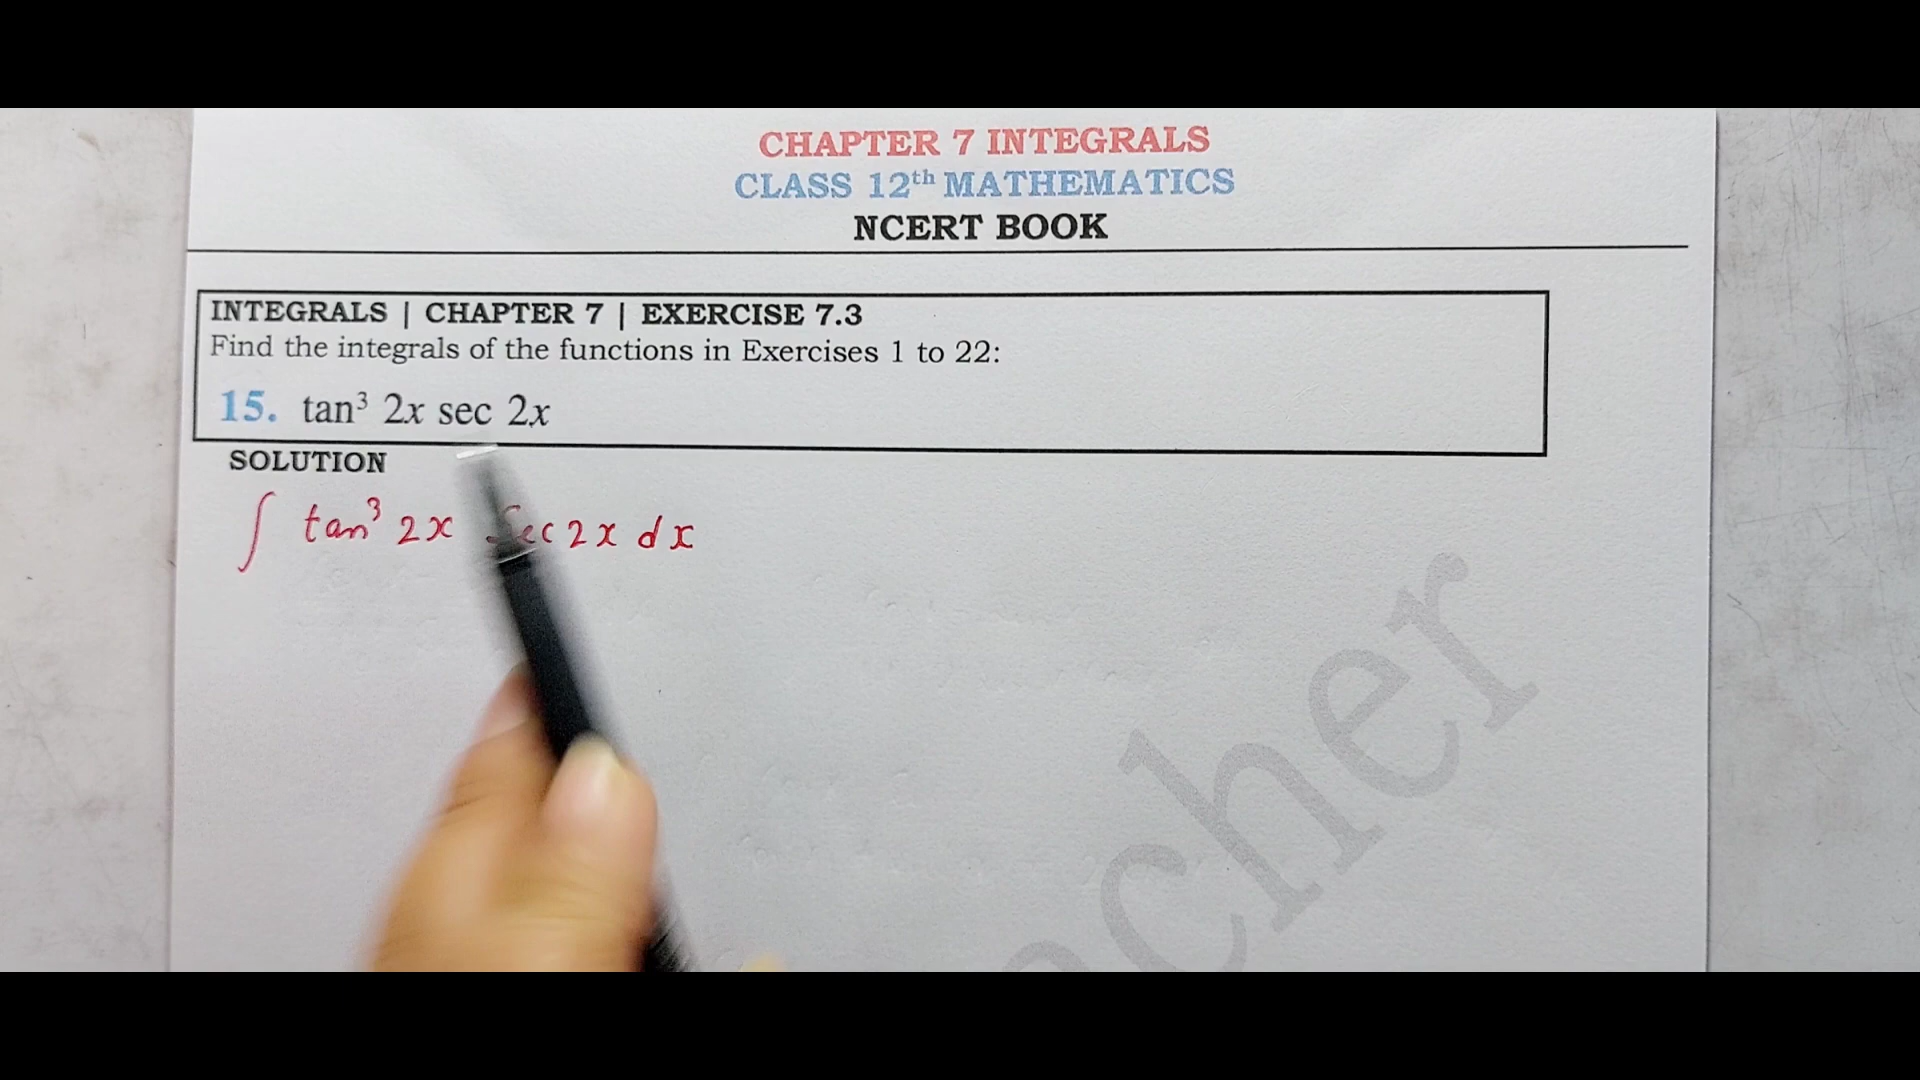 CHAPTER 7 INTEGRALS
CLASS 12th MATHEMATICS
NCERT BOOK
INTEGRALS | CHAPTER 7 | EXERCISE 7.3
Find the integrals of the functions in Exercises 1 to 22:
15. tan³ 2x sec 2x
SOLUTION
∫ tan³ 2x sec 2x dx